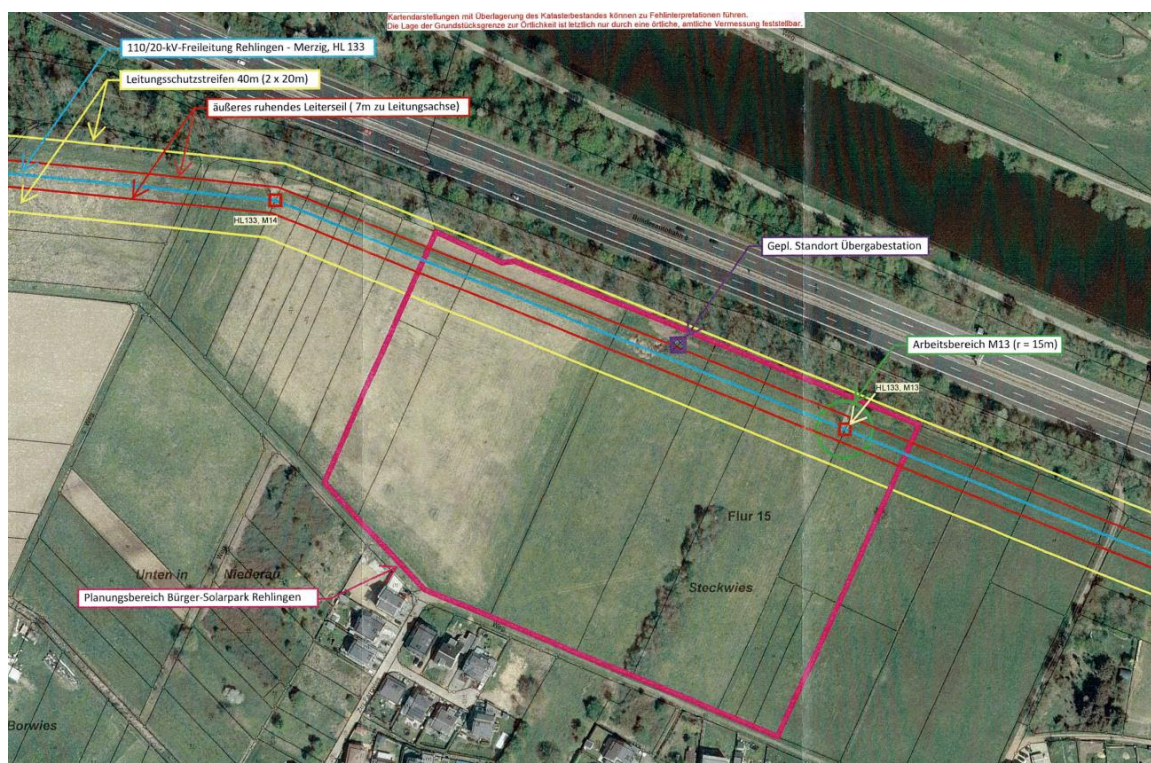 Kartendarstellungen mit Überlagerung des Katasterbestandes können zu Fehlinterpretationen führen.
Die Lage der Grundstücksgrenze zur Örtlichkeit ist letztlich nur durch eine örtliche, amtliche Vermessung feststellbar.
110/20-kV-Freileitung Rehlingen - Merzig, HL 133
Leitungsschutzstreifen 40m (2 x 20m)
äußeres ruhendes Leiterseil ( 7m zu Leitungsachse)
HL133, M14
Gepl. Standort Übergabestation
Arbeitsbereich M13 (r = 15m)
HL133, M13
Flur 15
Unten in Niederau
Steckwies
Planungsbereich Bürger-Solarpark Rehlingen
Weg
Borwies